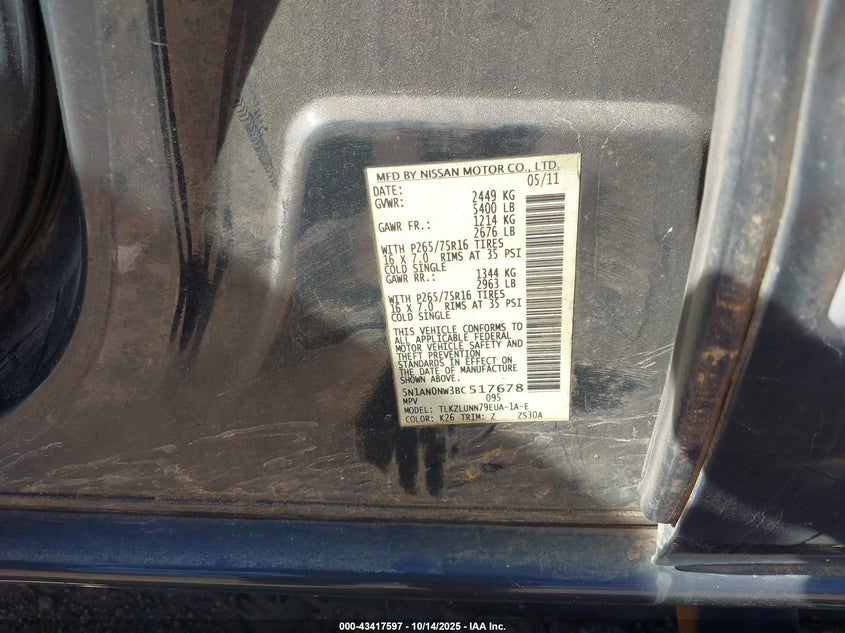 MFD BY NISSAN MOTOR CO., LTD.
DATE: 05/11
GVWR: 2449 KG
5400 LB
GAWR FR.: 1214 KG
2676 LB
WITH P265/75R16 TIRES
16 X 7.0 RIMS AT 35 PSI
COLD SINGLE
GAWR RR.: 1344 KG
2963 LB
WITH P265/75R16 TIRES
16 X 7.0 RIMS AT 35 PSI
COLD SINGLE
THIS VEHICLE CONFORMS TO
ALL APPLICABLE FEDERAL
MOTOR VEHICLE SAFETY AND
THEFT PREVENTION
STANDARDS IN EFFECT ON
THE DATE OF MANUFACTURE
SHOWN ABOVE.
5N1AN0NW3BC517678
MPV 095
MODEL: TLKZLUNN79EUA-1A-E
COLOR: K26 TRIM: Z ZS30A
000-43417597 - 10/14/2025 - IAA Inc.